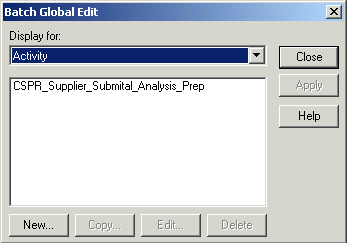 Batch Global Edit
Display for:
Activity
Close
CSPR_Supplier_Submital_Analysis_Prep
Apply
Help
New...
Copy...
Edit...
Delete